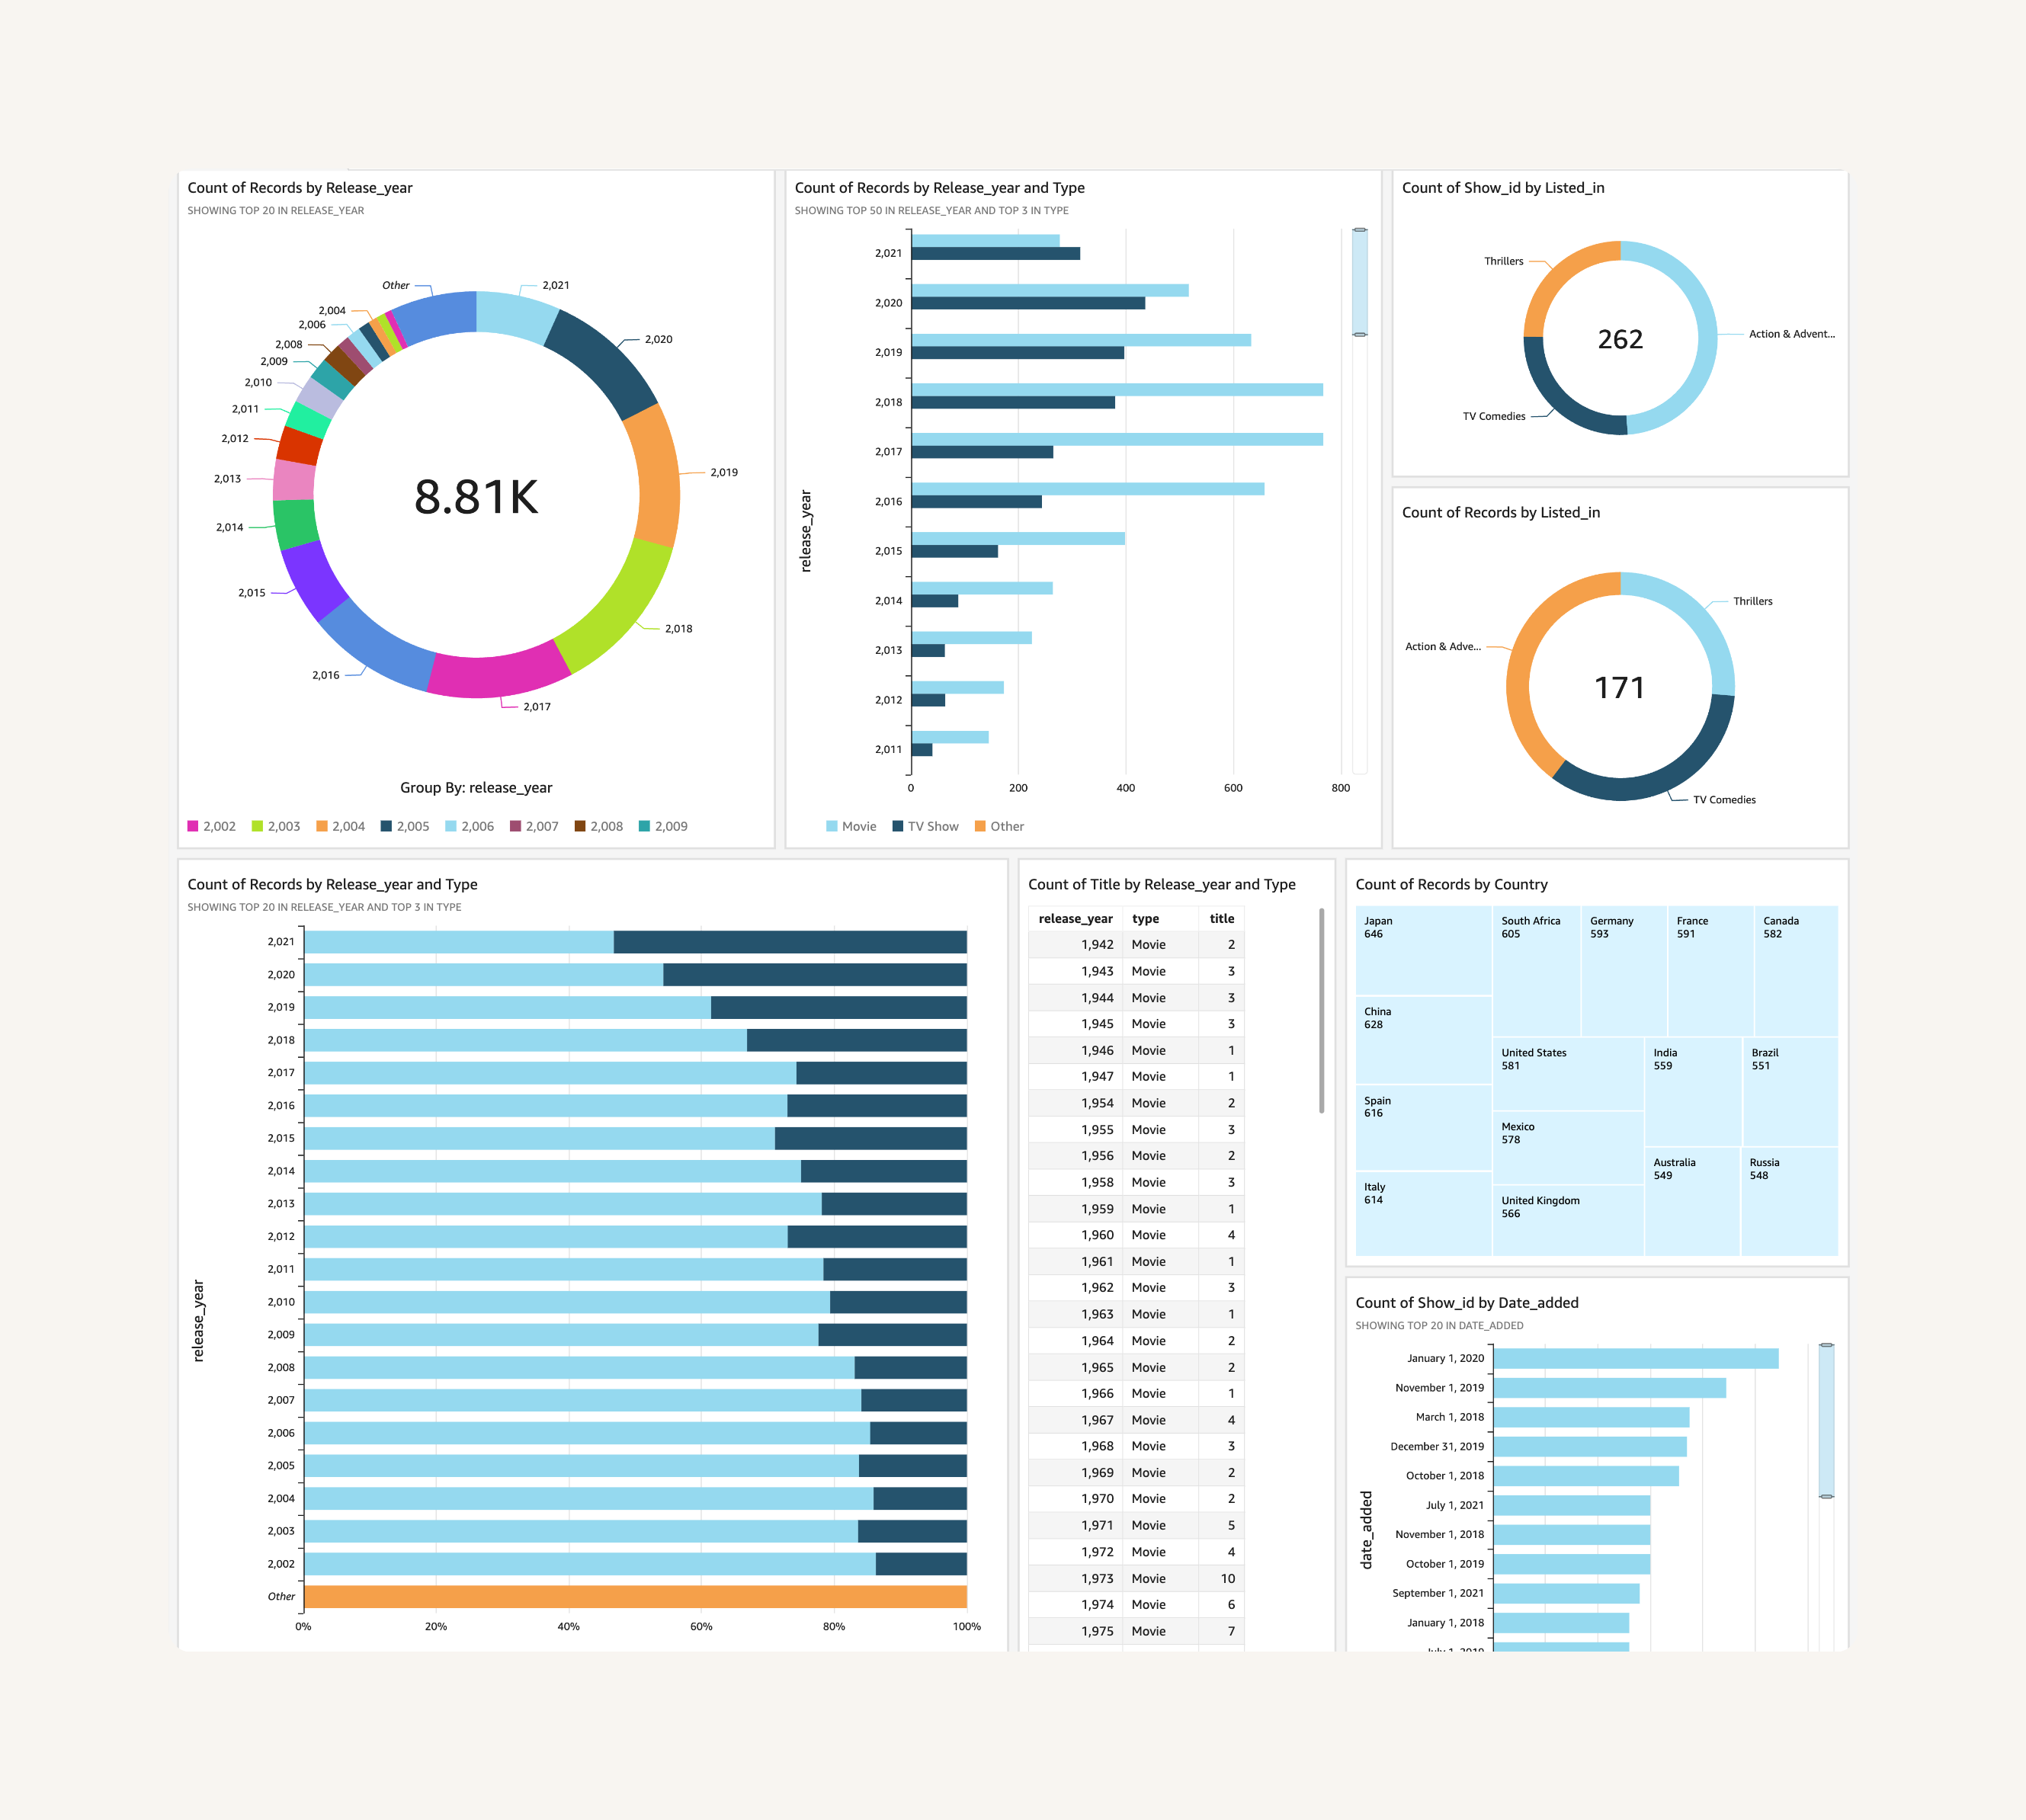 Count of Records by Release_year
SHOWING TOP 20 IN RELEASE_YEAR
Other
2,021
2,004
2,006
2,020
2,008
2,009
2,010
2,011
2,012
2,019
2,013
8.81K
2,014
2,015
2,018
2,016
2,017
Group By: release_year
2,002 2,003 2,004 2,005 2,006 2,007 2,008 2,009
Count of Records by Release_year and Type
SHOWING TOP 50 IN RELEASE_YEAR AND TOP 3 IN TYPE
release_year
2,021
2,020
2,019
2,018
2,017
2,016
2,015
2,014
2,013
2,012
2,011
0 200 400 600 800
Movie TV Show Other
Count of Show_id by Listed_in
Thrillers
262
Action & Advent...
TV Comedies
Count of Records by Listed_in
Thrillers
Action & Adve...
171
TV Comedies
Count of Records by Release_year and Type
SHOWING TOP 20 IN RELEASE_YEAR AND TOP 3 IN TYPE
release_year
2,021
2,020
2,019
2,018
2,017
2,016
2,015
2,014
2,013
2,012
2,011
2,010
2,009
2,008
2,007
2,006
2,005
2,004
2,003
2,002
Other
0% 20% 40% 60% 80% 100%
Count of Title by Release_year and Type
release_year type title
1,942 Movie 2
1,943 Movie 3
1,944 Movie 3
1,945 Movie 3
1,946 Movie 1
1,947 Movie 1
1,954 Movie 2
1,955 Movie 3
1,956 Movie 2
1,958 Movie 3
1,959 Movie 1
1,960 Movie 4
1,961 Movie 1
1,962 Movie 3
1,963 Movie 1
1,964 Movie 2
1,965 Movie 2
1,966 Movie 1
1,967 Movie 4
1,968 Movie 3
1,969 Movie 2
1,970 Movie 2
1,971 Movie 5
1,972 Movie 4
1,973 Movie 10
1,974 Movie 6
1,975 Movie 7
Count of Records by Country
Japan
646
South Africa
605
Germany
593
France
591
Canada
582
China
628
United States
581
India
559
Brazil
551
Spain
616
Mexico
578
Australia
549
Russia
548
Italy
614
United Kingdom
566
Count of Show_id by Date_added
SHOWING TOP 20 IN DATE_ADDED
date_added
January 1, 2020
November 1, 2019
March 1, 2018
December 31, 2019
October 1, 2018
July 1, 2021
November 1, 2018
October 1, 2019
September 1, 2021
January 1, 2018